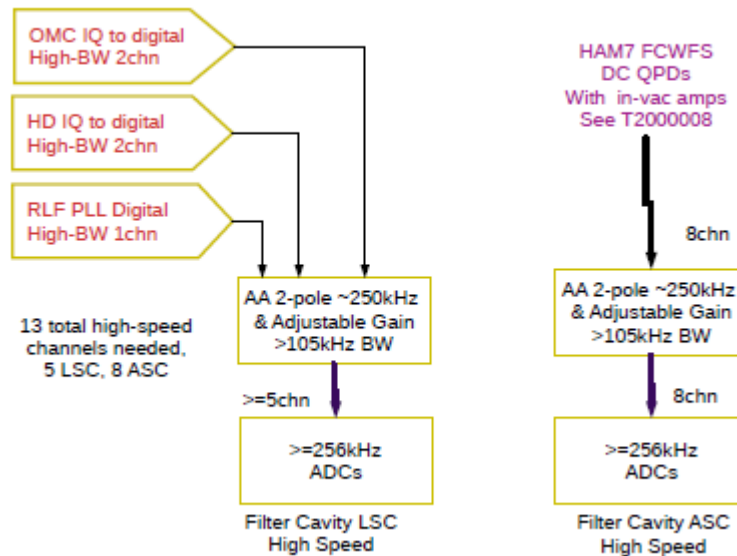 OMC IQ to digital
High-BW 2chn
HD IQ to digital
High-BW 2chn
RLF PLL Digital
High-BW 1chn
13 total high-speed
channels needed,
5 LSC, 8 ASC
AA 2-pole ~250kHz
& Adjustable Gain
>105kHz BW
>=5chn
>=256kHz
ADCs
Filter Cavity LSC
High Speed
HAM7 FCWFS
DC QPDs
With in-vac amps
See T2000008
8chn
AA 2-pole ~250kHz
& Adjustable Gain
>105kHz BW
8chn
>=256kHz
ADCs
Filter Cavity ASC
High Speed